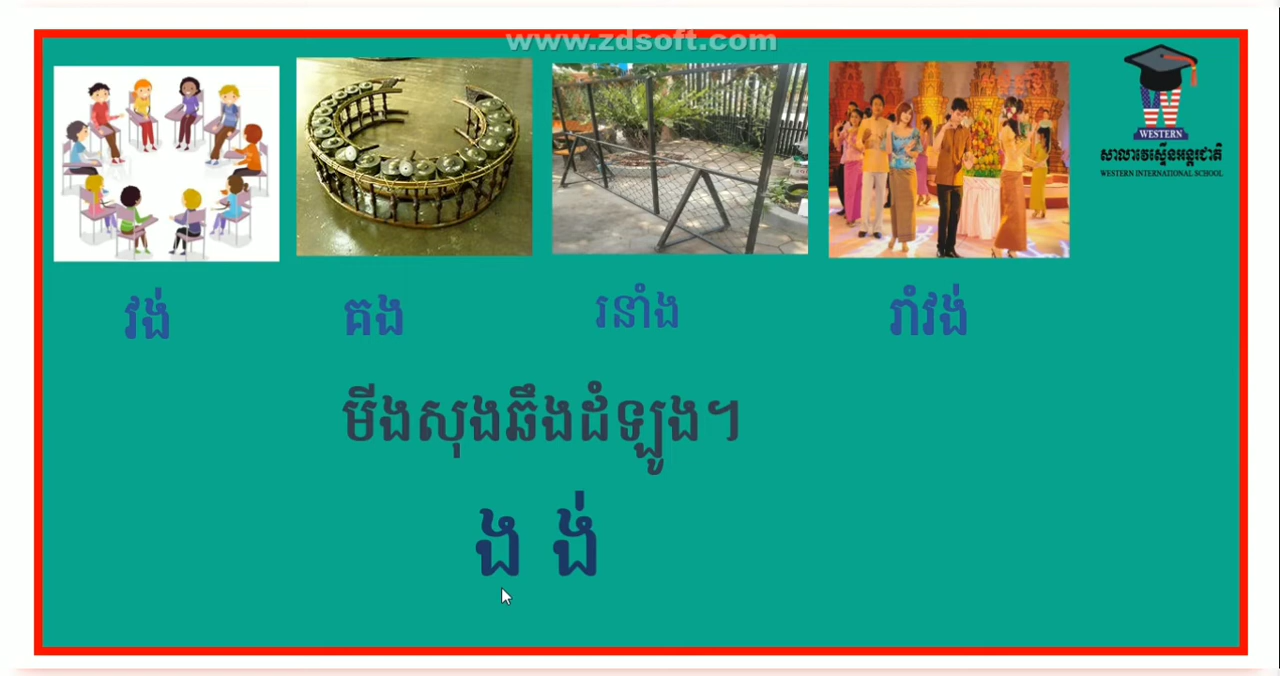 www.zdsoft.com
WESTERN
សាលាវេស្ទើនអន្តរជាតិ
WESTERN INTERNATIONAL SCHOOL
វង់ គង រនាំង រាំវង់
មីងសុងឆឹងដំឡូង។
ង ង់